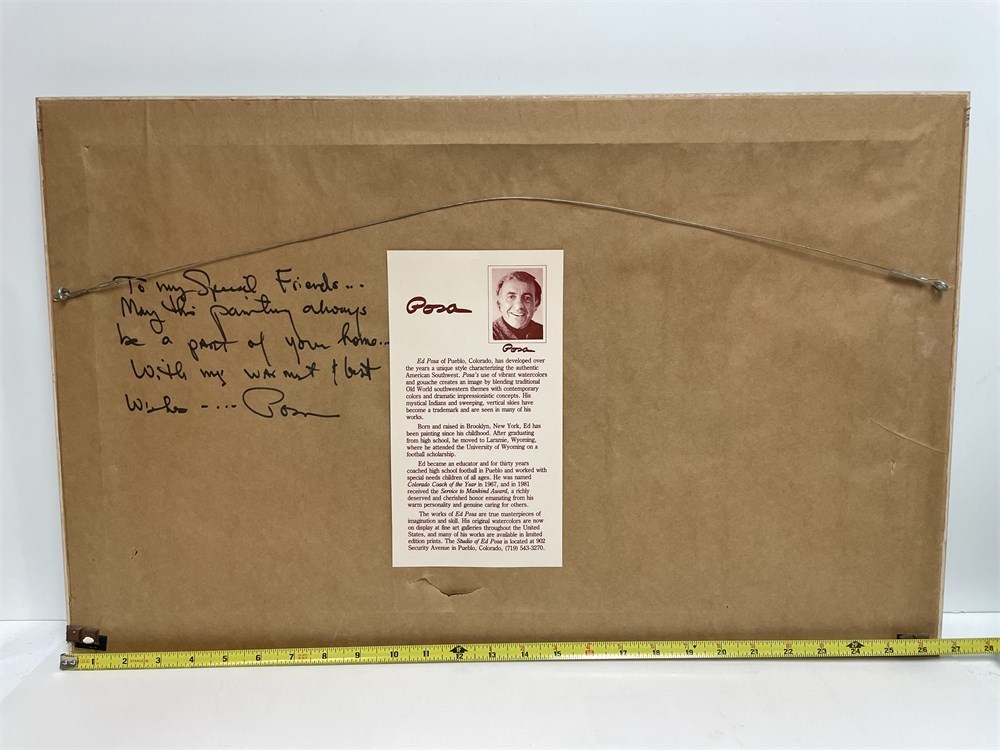 To my Special Friends...
May this painting always
be a part of your home...
With my warmest & best
Wishes -.... Posa
Posa
Posa
Ed Posa of Pueblo, Colorado, has developed over
the years a unique style characterizing the authentic
American Southwest. Posa's use of vibrant watercolors
and gouache creates an image by blending traditional
Old World southwestern themes with contemporary
colors and dramatic impressionistic concepts. His
mystical Indians and sweeping, vertical skies have
become a trademark and are seen in many of his
works.
Born and raised in Brooklyn, New York, Ed has
been painting since his childhood. After graduating
from high school, he moved to Laramie, Wyoming,
where he attended the University of Wyoming on a
football scholarship.
Ed became an educator and for thirty years
coached high school football in Pueblo and worked with
special needs children of all ages. He was named
Colorado Coach of the Year in 1967, and in 1981
received the Service to Mankind Award, a richly
deserved and cherished honor emanating from his
warm personality and genuine caring for others.
The works of Ed Posa are true masterpieces of
imagination and skill. His original watercolors are now
on display at fine art galleries throughout the United
States, and many of his works are available in limited
edition prints. The Studio of Ed Posa is located at 902
Security Avenue in Pueblo, Colorado, (719) 543-3270.
1 2 3 4 5 6 7 8 9 10 11 12 13 14 15 16 17 18 19 20 21 22 23 24 25 26 27 28